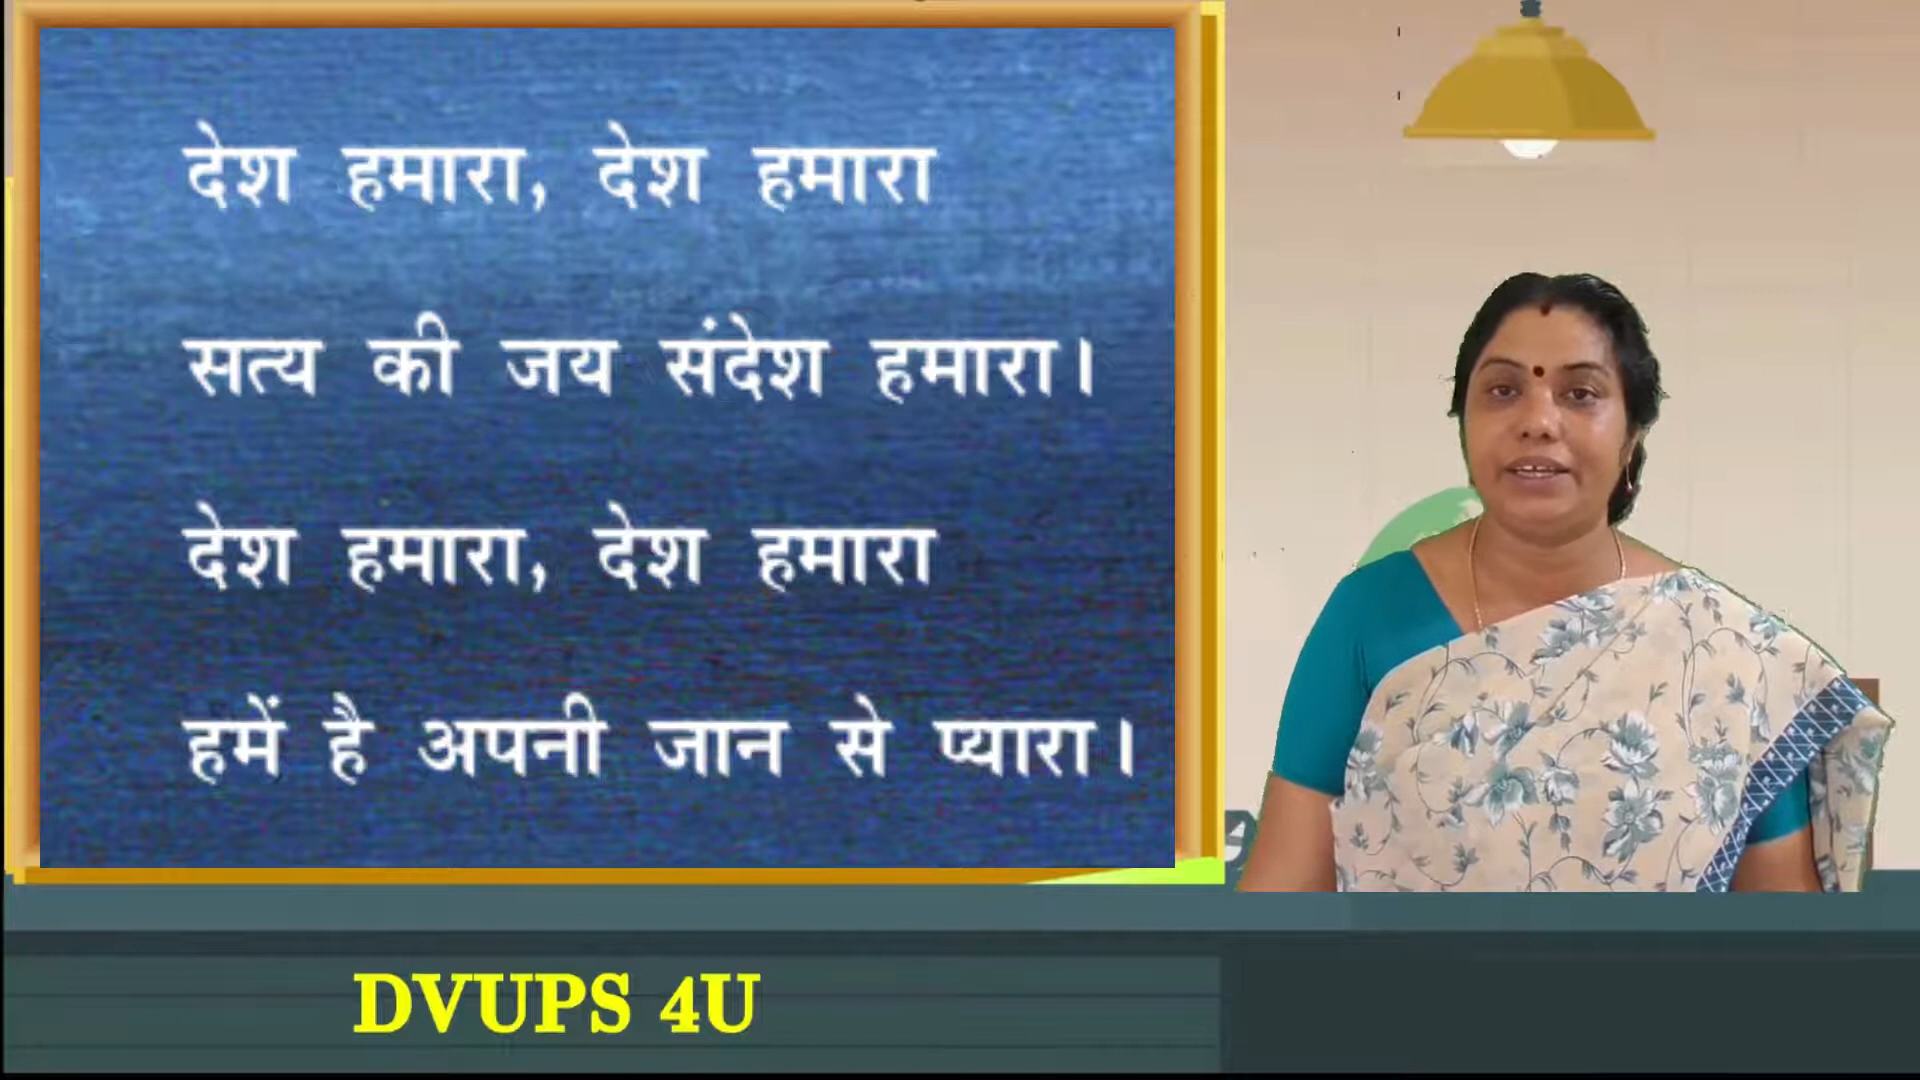 देश हमारा, देश हमारा
सत्य की जय संदेश हमारा।
देश हमारा, देश हमारा
हमें है अपनी जान से प्यारा।
DVUPS 4U